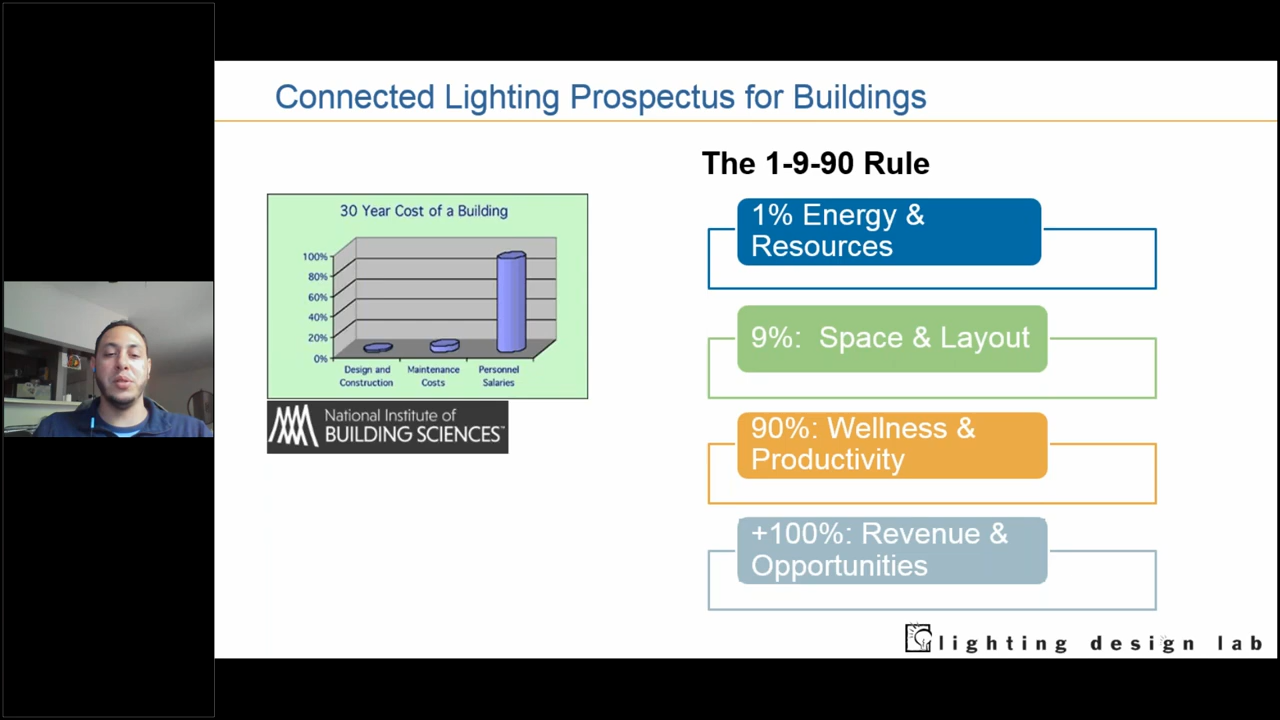 Connected Lighting Prospectus for Buildings
The 1-9-90 Rule
30 Year Cost of a Building
100%
80%
60%
40%
20%
0%
Design and
Construction
Maintenance
Costs
Personnel
Salaries
National Institute of
BUILDING SCIENCES™
1% Energy &
Resources
9%:  Space & Layout
90%: Wellness &
Productivity
+100%: Revenue &
Opportunities
lighting design lab